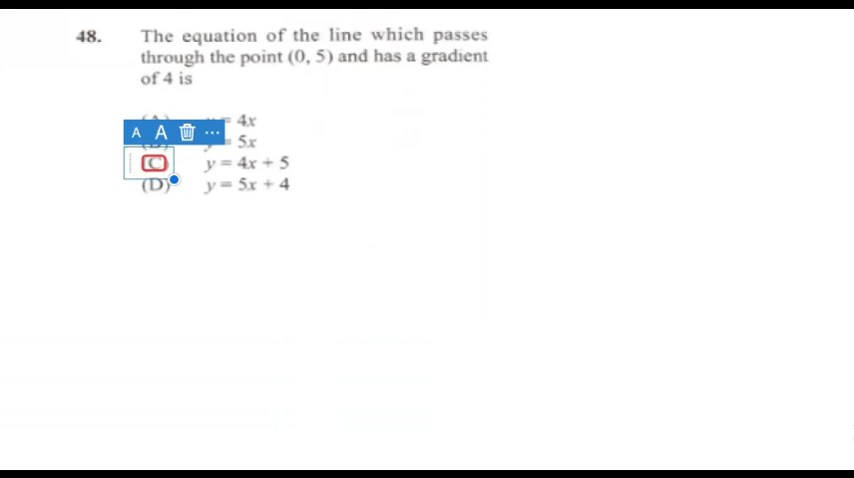 48. The equation of the line which passes
through the point (0, 5) and has a gradient
of 4 is
= 4x
A A ...
= 5x
C y = 4x + 5
(D) y = 5x + 4